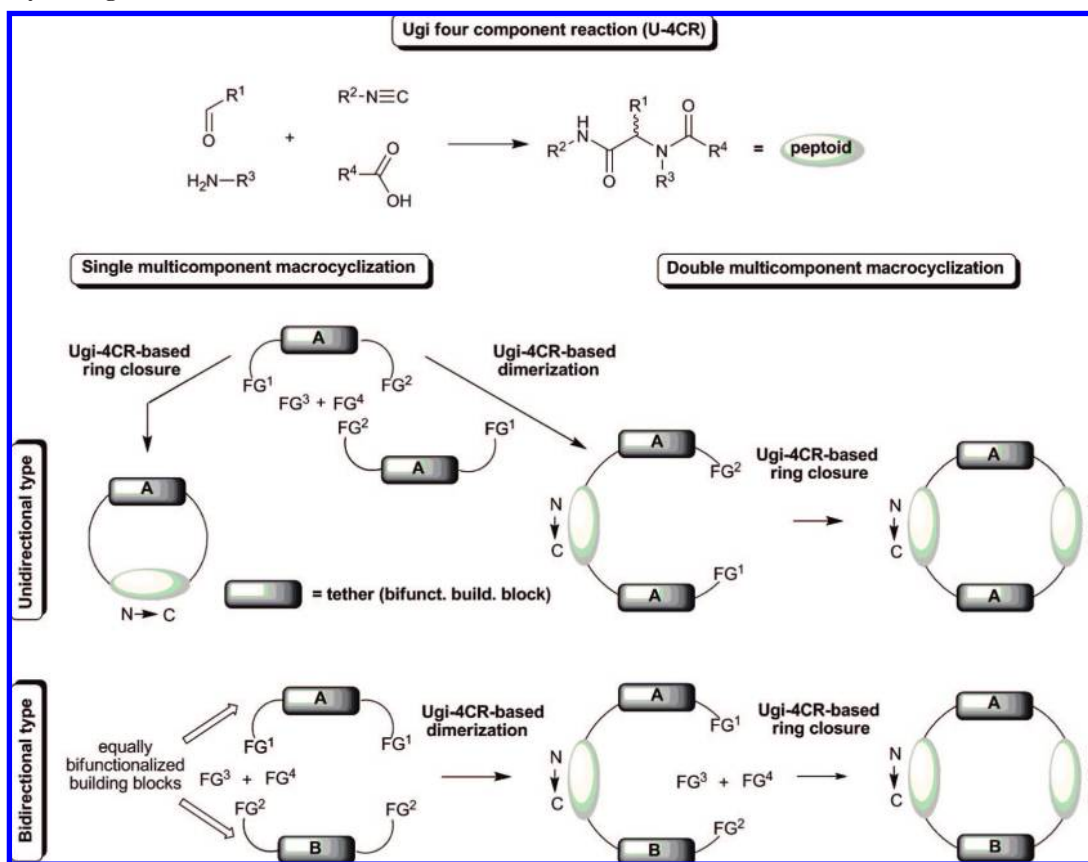 Ugi four component reaction (U-4CR)
R¹
O
+
R²-N≡C
H₂N-R³
R⁴
O
OH
H
N
R²
O
R¹
N
R³
O
R⁴
=
peptoid
Single multicomponent macrocyclization
Double multicomponent macrocyclization
Unidirectional type
Ugi-4CR-based
ring closure
A
FG¹
FG²
FG³ + FG⁴
FG²
FG¹
A
Ugi-4CR-based
dimerization
A
N → C
= tether (bifunct. build. block)
A
FG²
N
C
FG¹
A
Ugi-4CR-based
ring closure
A
N
C
A
Bidirectional type
equally
bifunctionalized
building blocks
A
FG¹
FG¹
FG³ + FG⁴
FG²
FG²
B
Ugi-4CR-based
dimerization
A
FG¹
N
C
FG³ + FG⁴
FG²
B
Ugi-4CR-based
ring closure
A
N
C
B